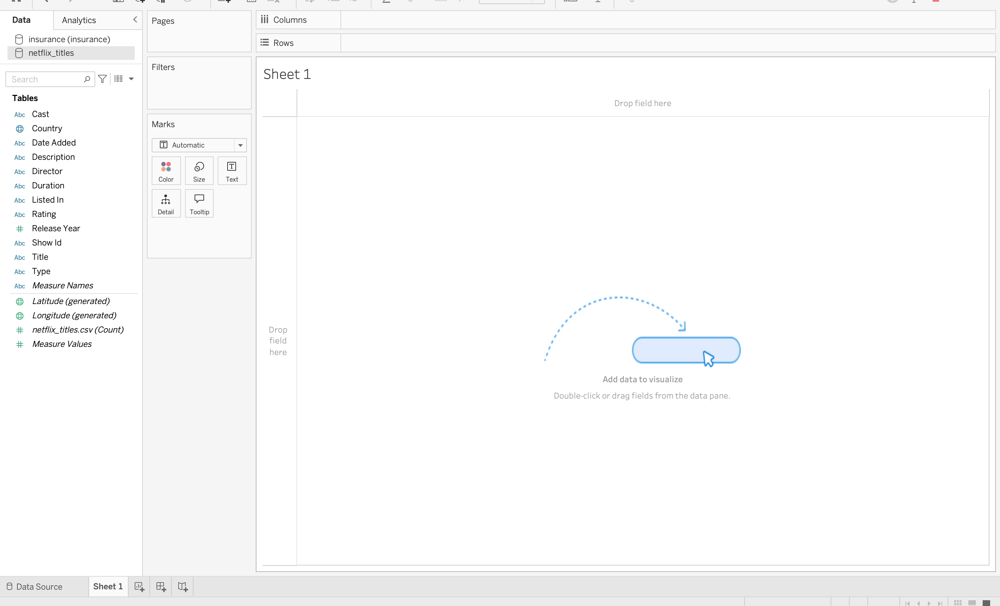 Data
Analytics
insurance (insurance)
netflix_titles
Search
Tables
Abc Cast
Country
Abc Date Added
Abc Description
Abc Director
Abc Duration
Abc Listed In
Abc Rating
Release Year
Abc Show Id
Abc Title
Abc Type
Abc Measure Names
Latitude (generated)
Longitude (generated)
netflix_titles.csv (Count)
Measure Values
Pages
Filters
Marks
Automatic
Color
Size
Text
Detail
Tooltip
Columns
Rows
Sheet 1
Drop field here
Drop
field
here
Add data to visualize
Double-click or drag fields from the data pane.
Data Source
Sheet 1